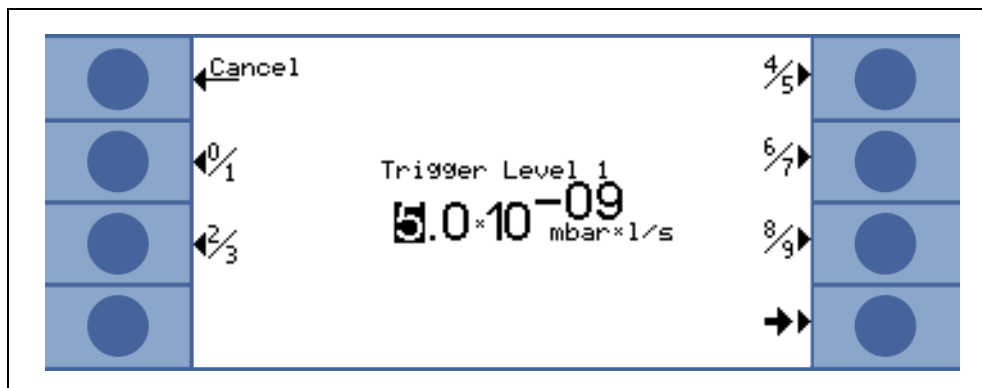 Cancel
4/5
0/1
6/7
Trigger Level 1
5.0×10⁻⁰⁹ mbar×l/s
2/3
8/9